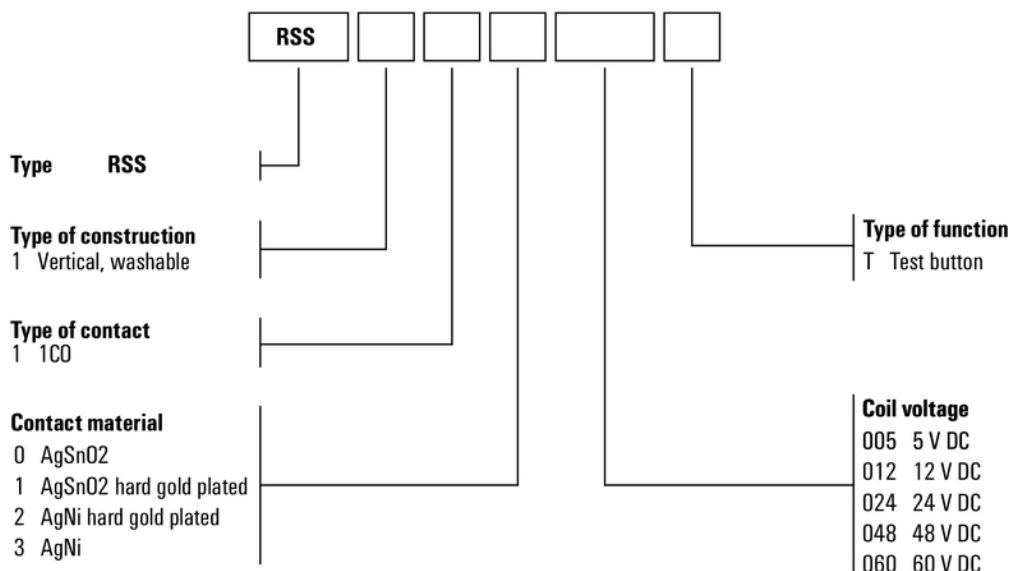 RSS
Type RSS
Type of construction
1 Vertical, washable
Type of contact
1 1CO
Contact material
0 AgSnO2
1 AgSnO2 hard gold plated
2 AgNi hard gold plated
3 AgNi
Type of function
T Test button
Coil voltage
005 5 V DC
012 12 V DC
024 24 V DC
048 48 V DC
060 60 V DC